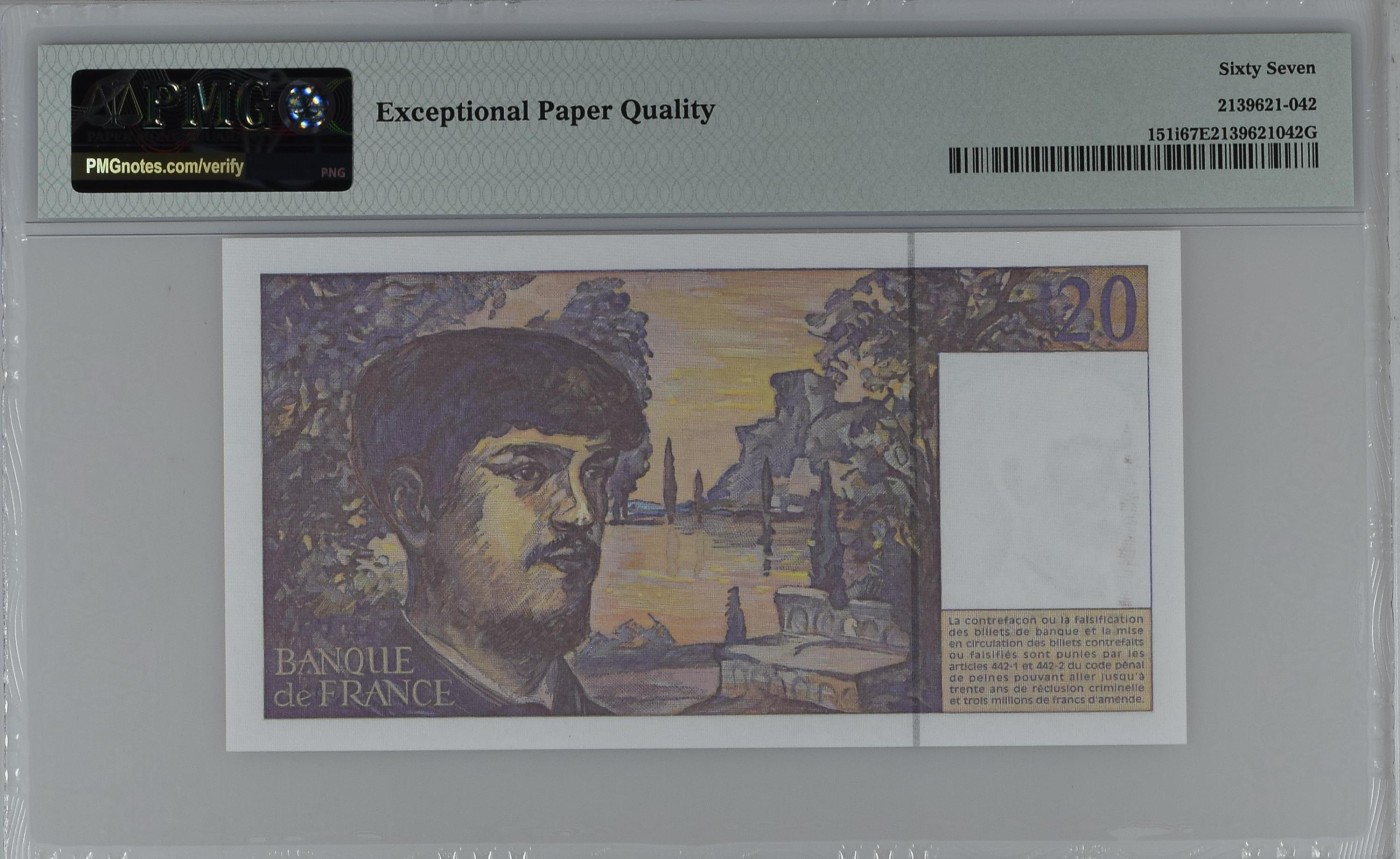 PMG
PMGnotes.com/verify
PNG
Exceptional Paper Quality
Sixty Seven
2139621-042
151i67E2139621042G
20
BANQUE
de FRANCE
La contrefaçon ou la falsification
des billets de banque et la mise
en circulation des billets contrefaits
ou falsifiés sont punies par les
articles 442-1 et 442-2 du code pénal
de peines pouvant aller jusqu'à
trente ans de réclusion criminelle
et trois millions de francs d'amende.